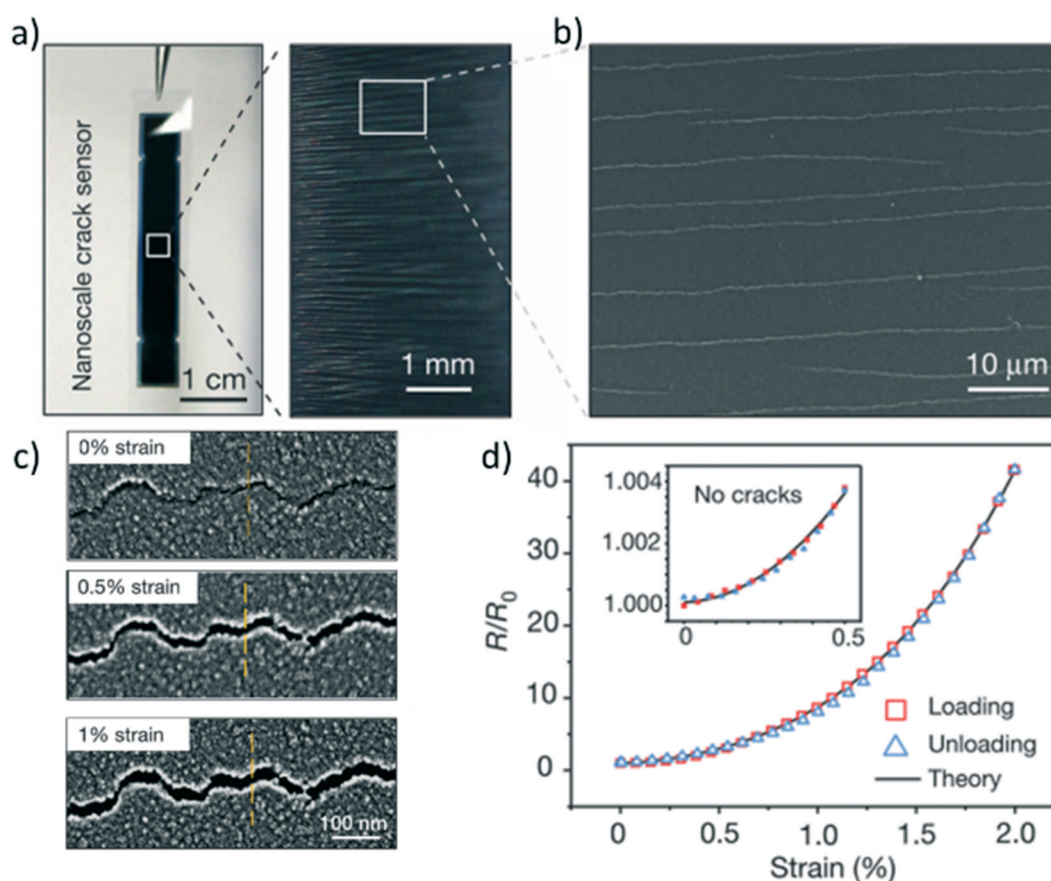 a)
Nanoscale crack sensor
1 cm
1 mm
b)
10 µm
c)
0% strain
0.5% strain
1% strain
100 nm
d)
R/R0
40
30
20
10
0
No cracks
1.004
1.002
1.000
0
0.5
Loading
Unloading
Theory
0
0.5
1.0
1.5
2.0
Strain (%)